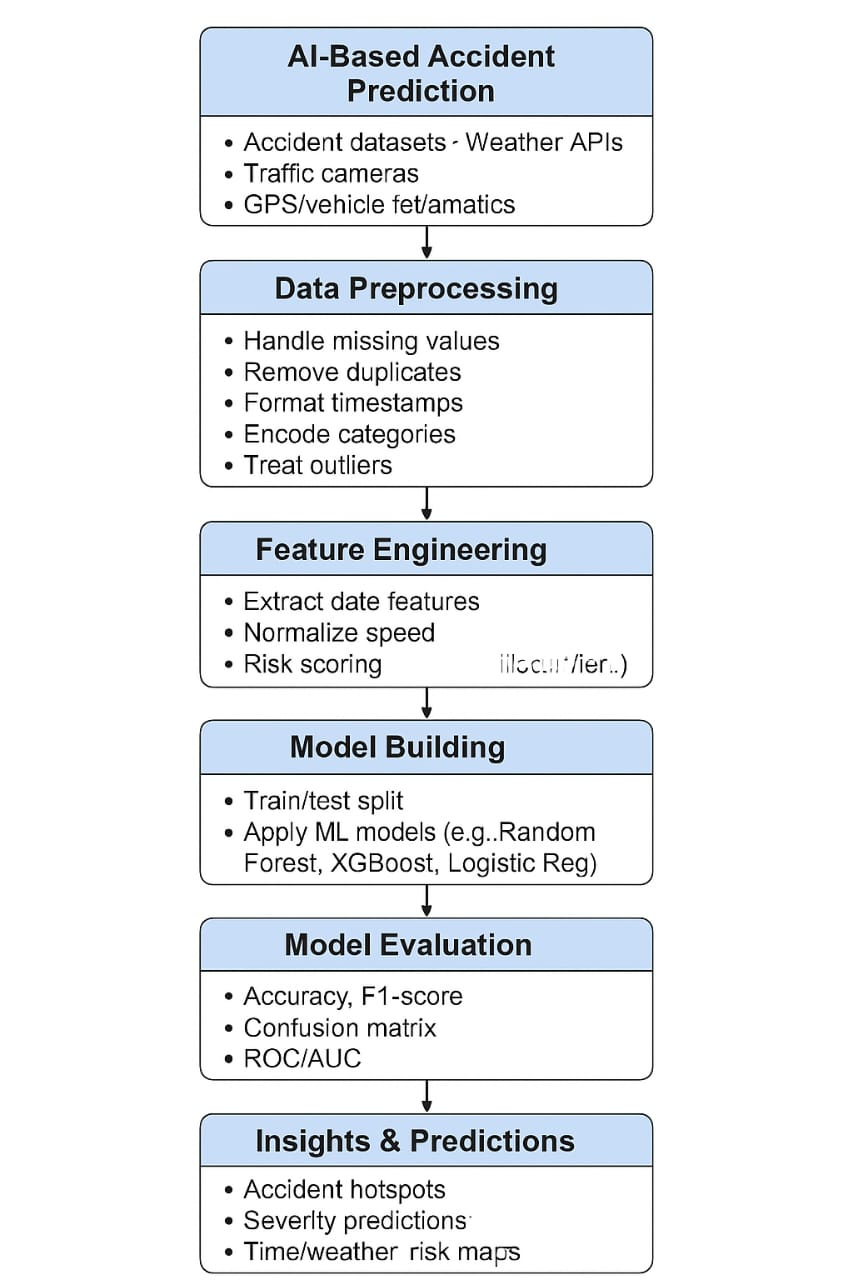 AI-Based Accident
Prediction
• Accident datasets - Weather APIs
• Traffic cameras
• GPS/vehicle fet/amatics
Data Preprocessing
• Handle missing values
• Remove duplicates
• Format timestamps
• Encode categories
• Treat outliers
Feature Engineering
• Extract date features
• Normalize speed
• Risk scoring
Model Building
• Train/test split
• Apply ML models (e.g..Random
Forest, XGBoost, Logistic Reg)
Model Evaluation
• Accuracy, F1-score
• Confusion matrix
• ROC/AUC
Insights & Predictions
• Accident hotspots
• Severlty predictions
• Time/weather risk maps